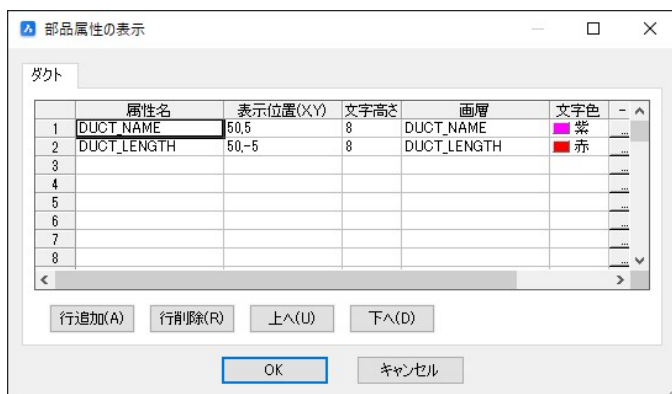 部品属性の表示
ダクト
属性名 表示位置(XY) 文字高さ 画層 文字色 -
1 DUCT_NAME 50,5 8 DUCT_NAME 紫 ...
2 DUCT_LENGTH 50,-5 8 DUCT_LENGTH 赤 ...
3 ...
4 ...
5 ...
6 ...
7 ...
8 ...
行追加(A) 行削除(R) 上へ(U) 下へ(D)
OK キャンセル